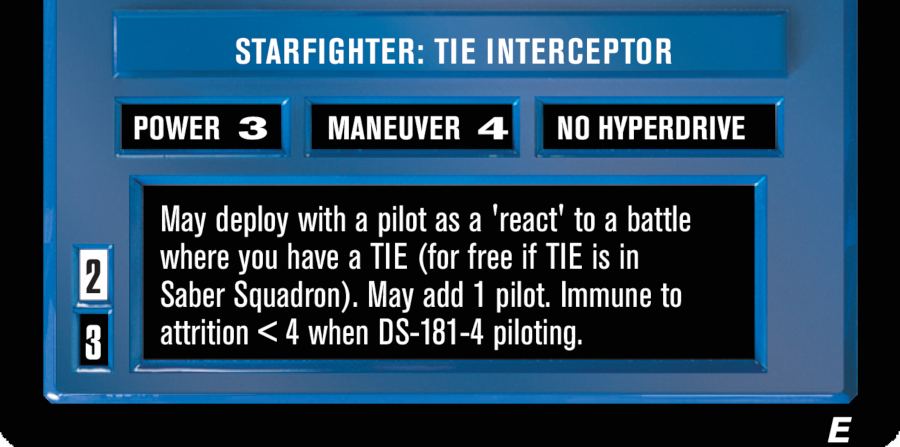 STARFIGHTER: TIE INTERCEPTOR
POWER 3 MANEUVER 4 NO HYPERDRIVE
May deploy with a pilot as a 'react' to a battle
where you have a TIE (for free if TIE is in
Saber Squadron). May add 1 pilot. Immune to
attrition < 4 when DS-181-4 piloting.
2
3
E